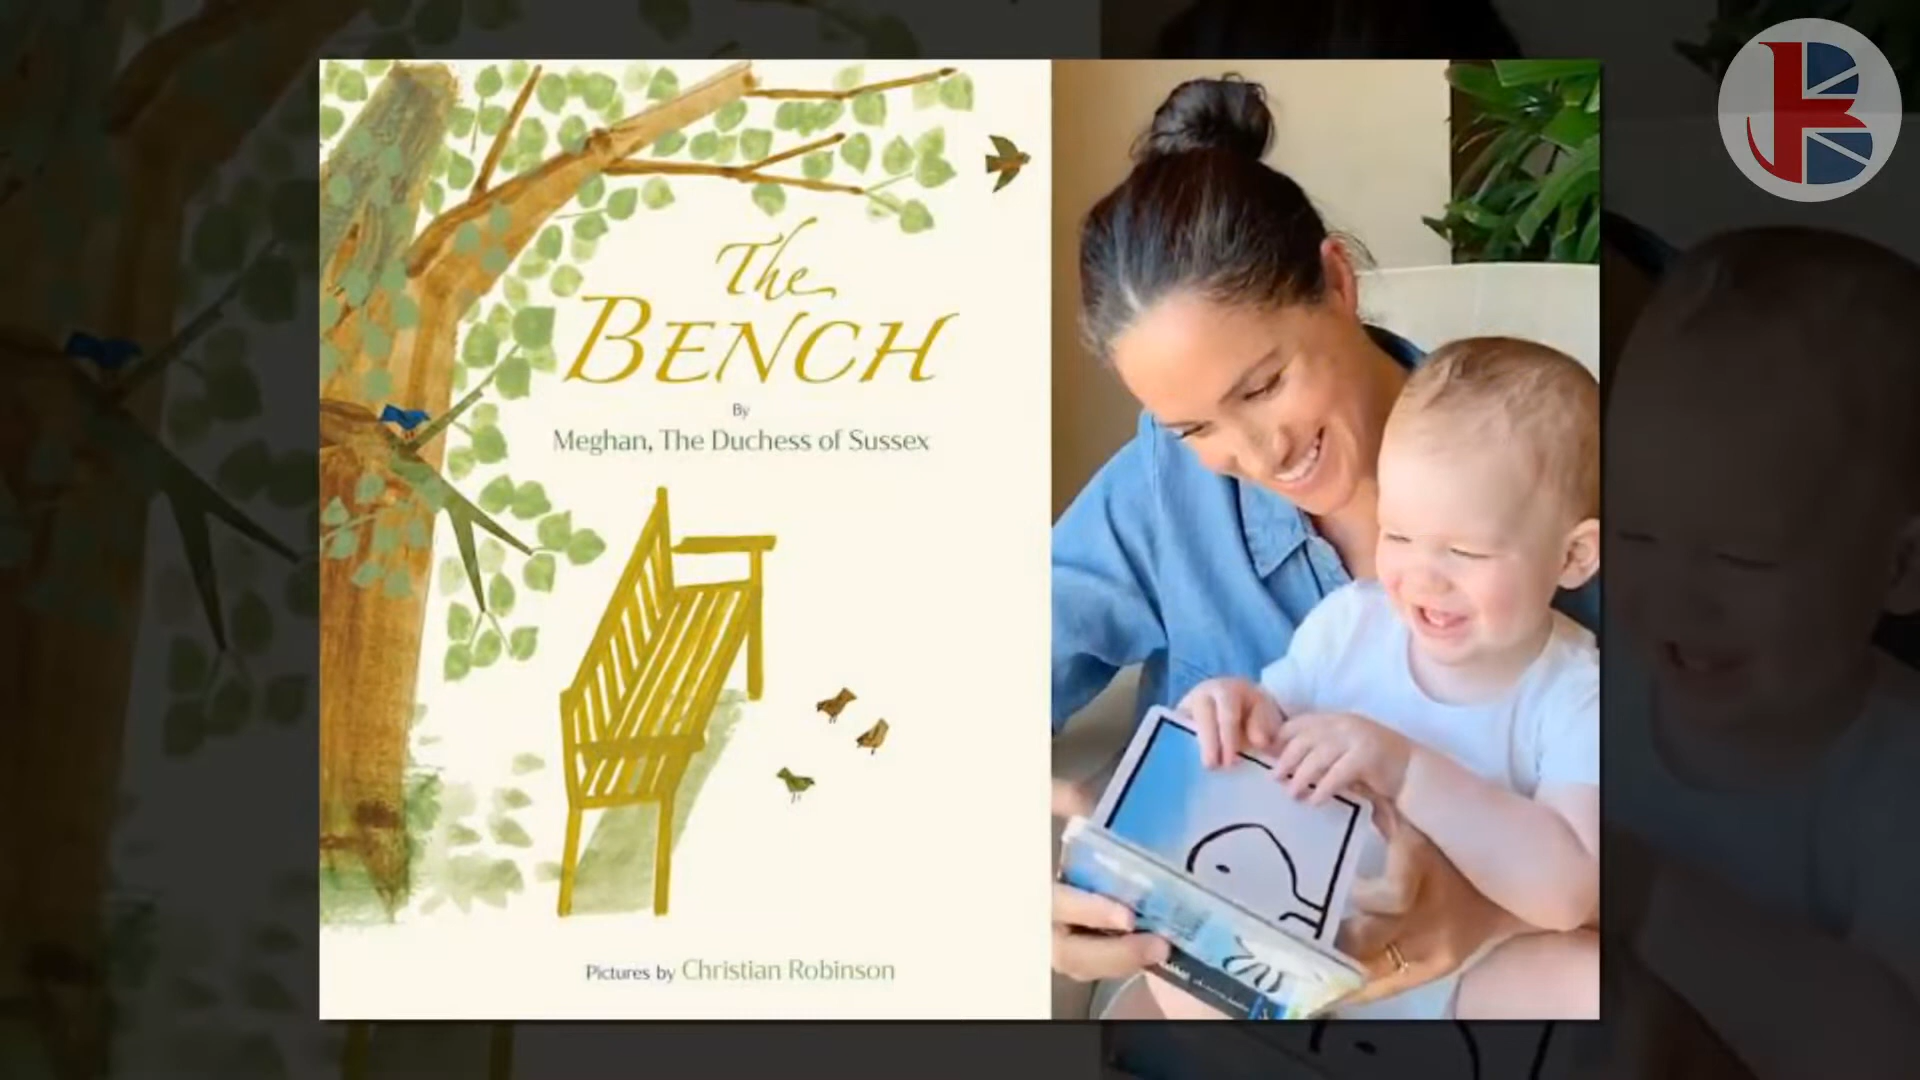 The
BENCH
By
Meghan, The Duchess of Sussex
Pictures by Christian Robinson